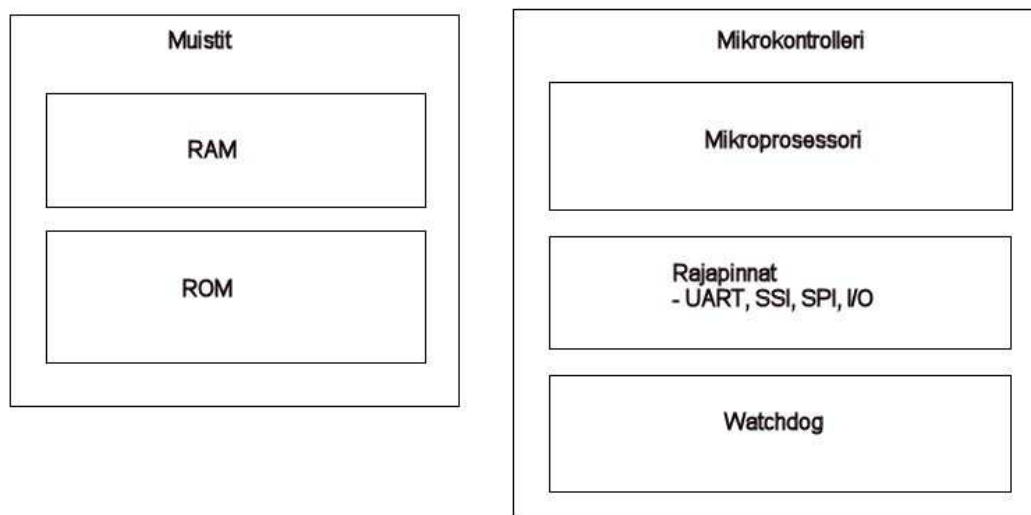 Muistit
RAM
ROM
Mikrokontrolleri
Mikroprosessori
Rajapinnat
- UART, SSI, SPI, I/O
Watchdog